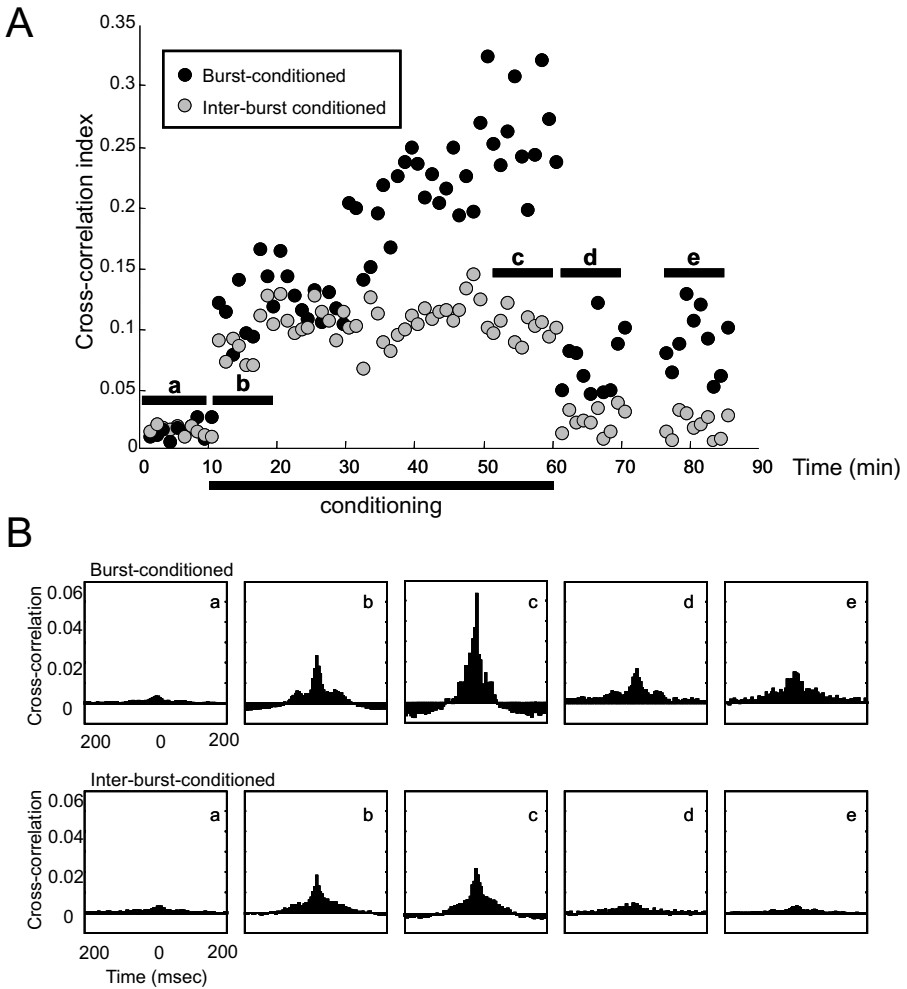 A
Cross-correlation index
0.35
0.3
0.25
0.2
0.15
0.1
0.05
0
Burst-conditioned
Inter-burst conditioned
a
b
c
d
e
0 10 20 30 40 50 60 70 80 90
Time (min)
conditioning
B
Burst-conditioned
Cross-correlation
0.06
0.04
0.02
0
a
b
c
d
e
200 0 200
Inter-burst-conditioned
Cross-correlation
0.06
0.04
0.02
0
a
b
c
d
e
200 0 200
Time (msec)